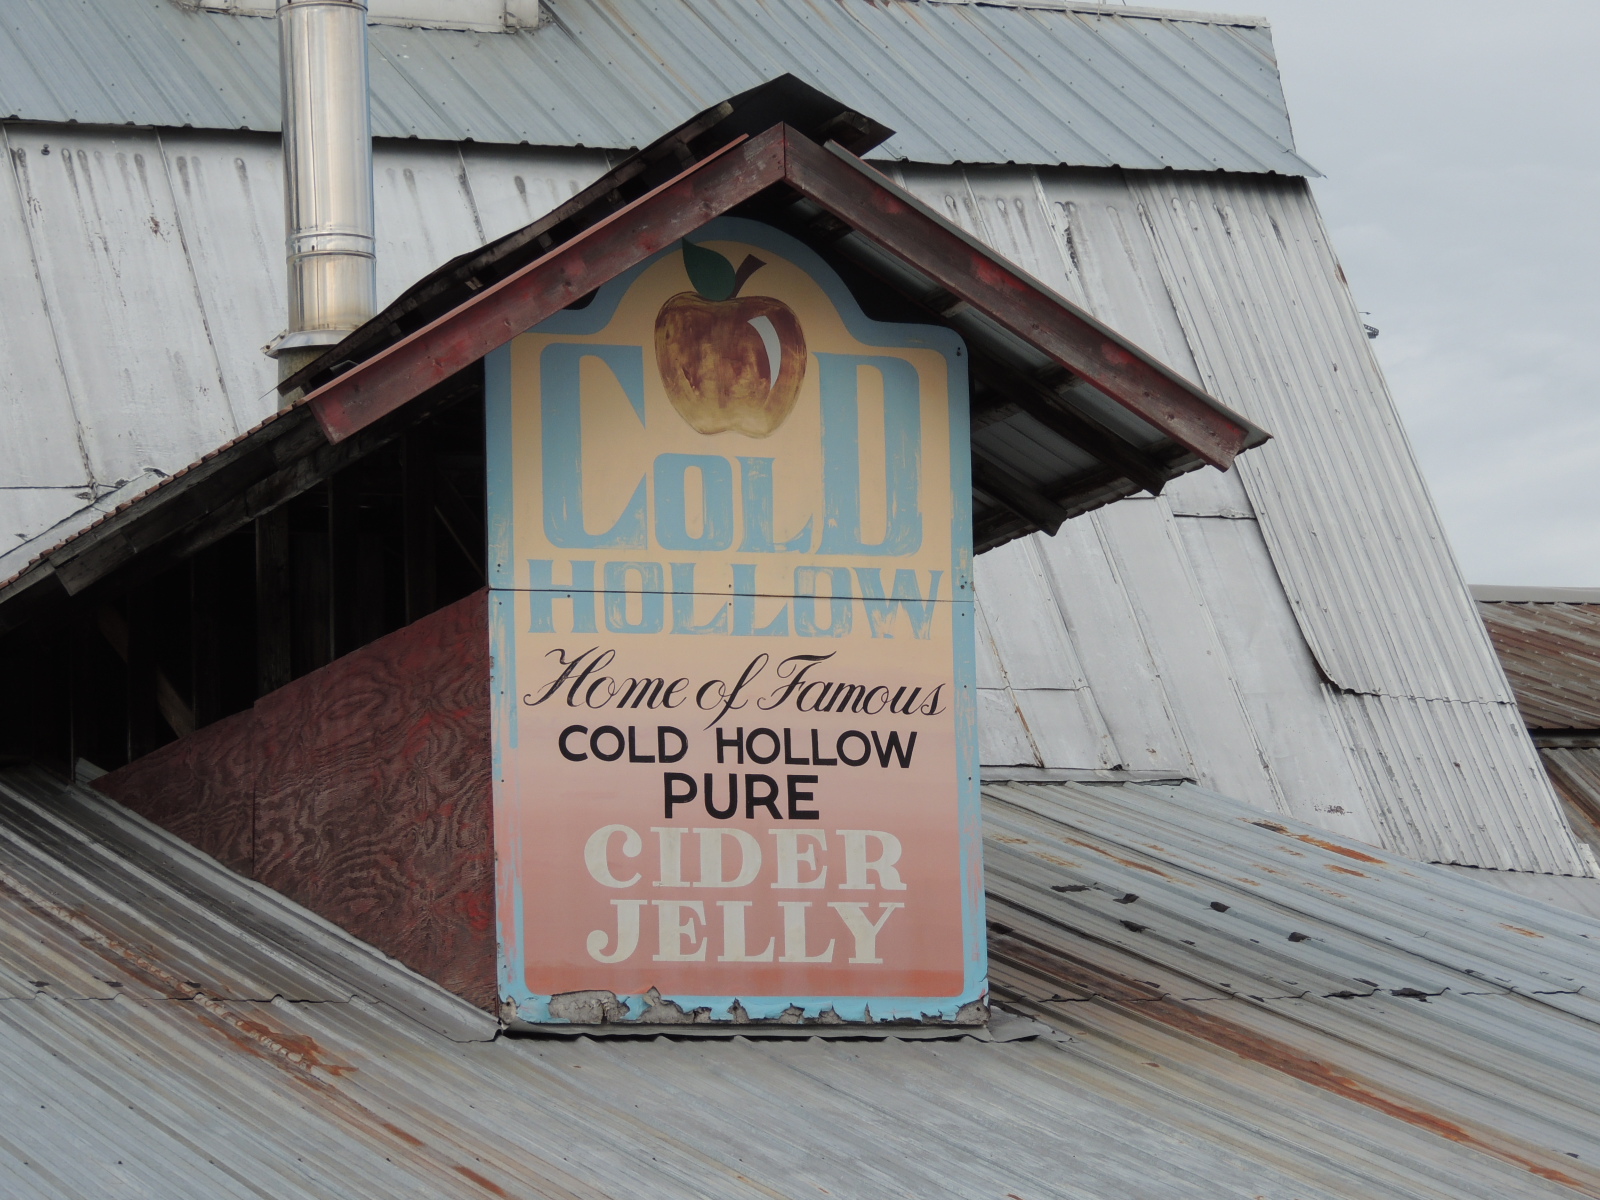 COLD
HOLLOW
Home of Famous
COLD HOLLOW
PURE
CIDER
JELLY